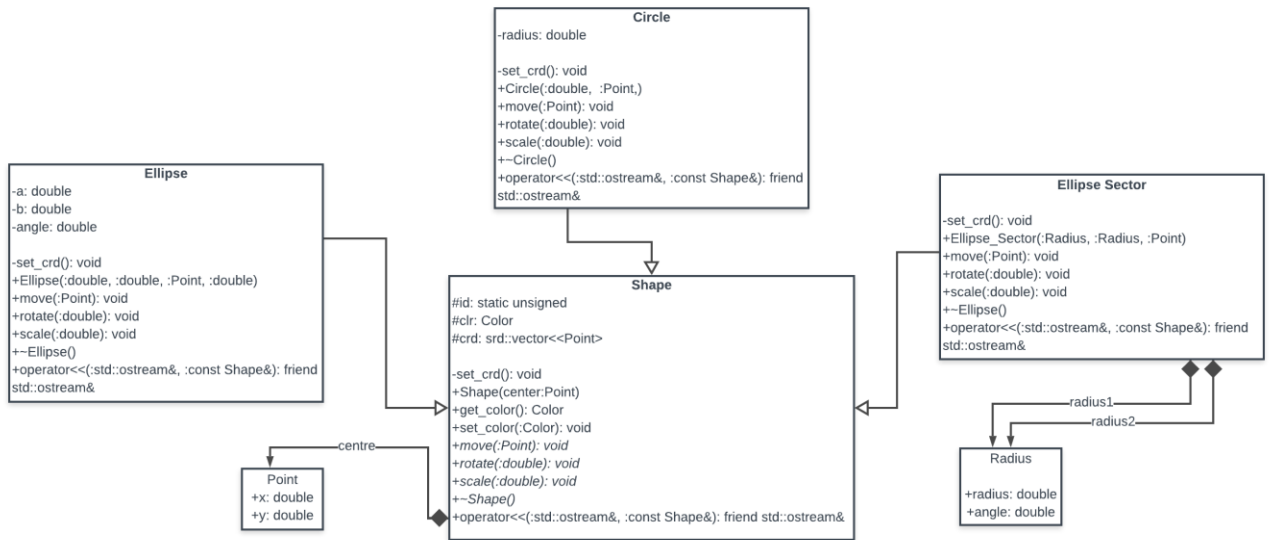 Circle
-radius: double
-set_crd(): void
+Circle(:double,  :Point,)
+move(:Point): void
+rotate(:double): void
+scale(:double): void
+~Circle()
+operator<<(:std::ostream&, :const Shape&): friend
std::ostream&
Ellipse
-a: double
-b: double
-angle: double
-set_crd(): void
+Ellipse(:double, :double, :Point, :double)
+move(:Point): void
+rotate(:double): void
+scale(:double): void
+~Ellipse()
+operator<<(:std::ostream&, :const Shape&): friend
std::ostream&
Ellipse Sector
-set_crd(): void
+Ellipse_Sector(:Radius, :Radius, :Point)
+move(:Point): void
+rotate(:double): void
+scale(:double): void
+~Ellipse()
+operator<<(:std::ostream&, :const Shape&): friend
std::ostream&
Shape
#id: static unsigned
#clr: Color
#crd: srd::vector<<Point>
-set_crd(): void
+Shape(center:Point)
+get_color(): Color
+set_color(:Color): void
+move(:Point): void
+rotate(:double): void
+scale(:double): void
+~Shape()
+operator<<(:std::ostream&, :const Shape&): friend std::ostream&
centre
Point
+x: double
+y: double
radius1
radius2
Radius
+radius: double
+angle: double